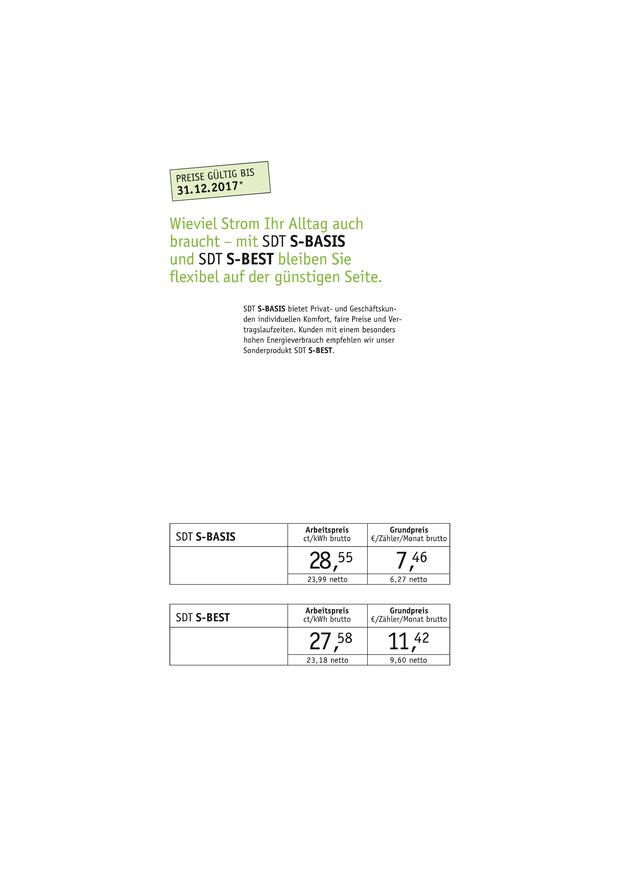 PREISE GÜLTIG BIS
31.12.2017*
Wieviel Strom Ihr Alltag auch
braucht – mit SDT S-BASIS
und SDT S-BEST bleiben Sie
flexibel auf der günstigen Seite.
SDT S-BASIS bietet Privat- und Geschäftskun-
den individuellen Komfort, faire Preise und Ver-
tragslaufzeiten. Kunden mit einem besonders
hohen Energieverbrauch empfehlen wir unser
Sonderprodukt SDT S-BEST.
SDT S-BASIS
Arbeitspreis
ct/kWh brutto
Grundpreis
€/Zähler/Monat brutto
28,55
7,46
23,99 netto
6,27 netto
SDT S-BEST
Arbeitspreis
ct/kWh brutto
Grundpreis
€/Zähler/Monat brutto
27,58
11,42
23,18 netto
9,60 netto